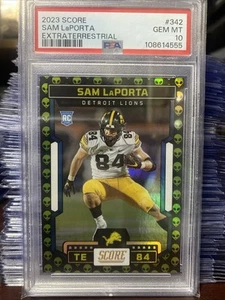 2023 SCORE #342
SAM LaPORTA GEM MT
EXTRATERRESTRIAL 10
PSA 108614555
SAM LaPORTA
DETROIT LIONS
RC
84
TE SCORE 84